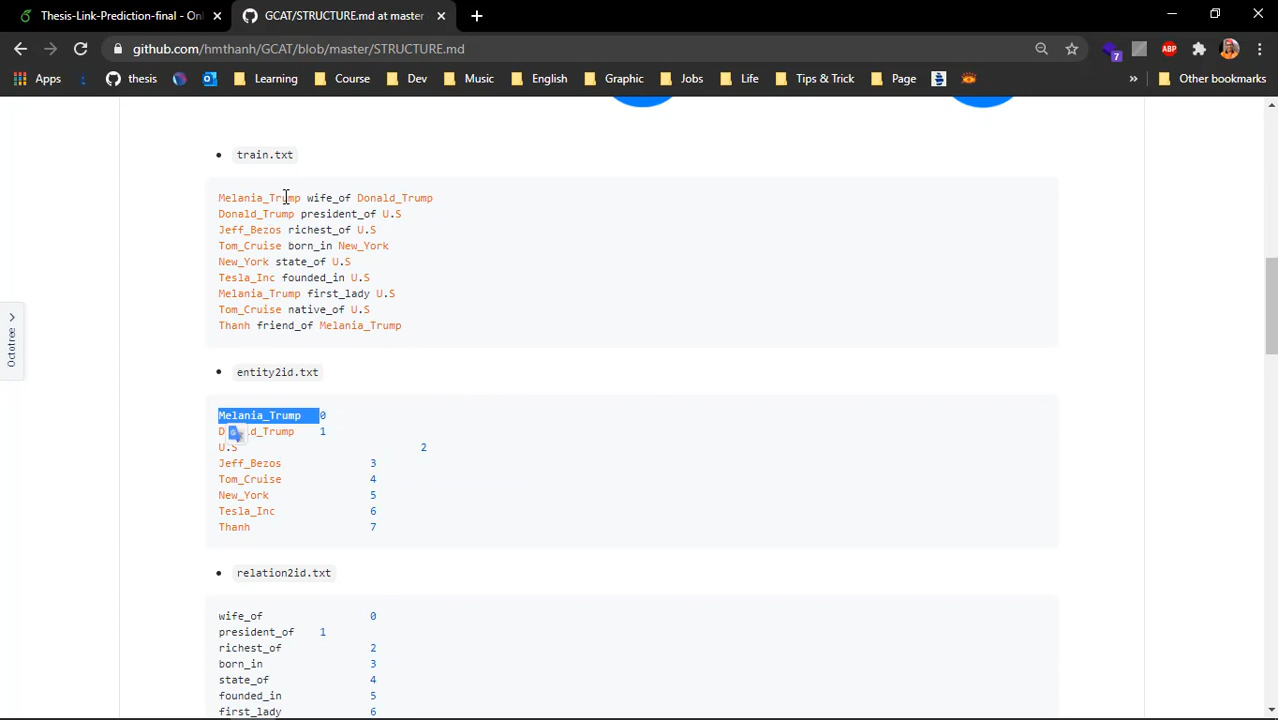 Thesis-Link-Prediction-final - Onl
GCAT/STRUCTURE.md at master
github.com/hmthanh/GCAT/blob/master/STRUCTURE.md
7
ABP
Apps
thesis
Learning
Course
Dev
Music
English
Graphic
Jobs
Life
Tips & Trick
Page
»
Other bookmarks
Octotree
train.txt
Melania_Trump wife_of Donald_Trump
Donald_Trump president_of U.S
Jeff_Bezos richest_of U.S
Tom_Cruise born_in New_York
New_York state_of U.S
Tesla_Inc founded_in U.S
Melania_Trump first_lady U.S
Tom_Cruise native_of U.S
Thanh friend_of Melania_Trump
entity2id.txt
Melania_Trump 0
D ld_Trump 1
U.S 2
Jeff_Bezos 3
Tom_Cruise 4
New_York 5
Tesla_Inc 6
Thanh 7
relation2id.txt
wife_of 0
president_of 1
richest_of 2
born_in 3
state_of 4
founded_in 5
first_lady 6